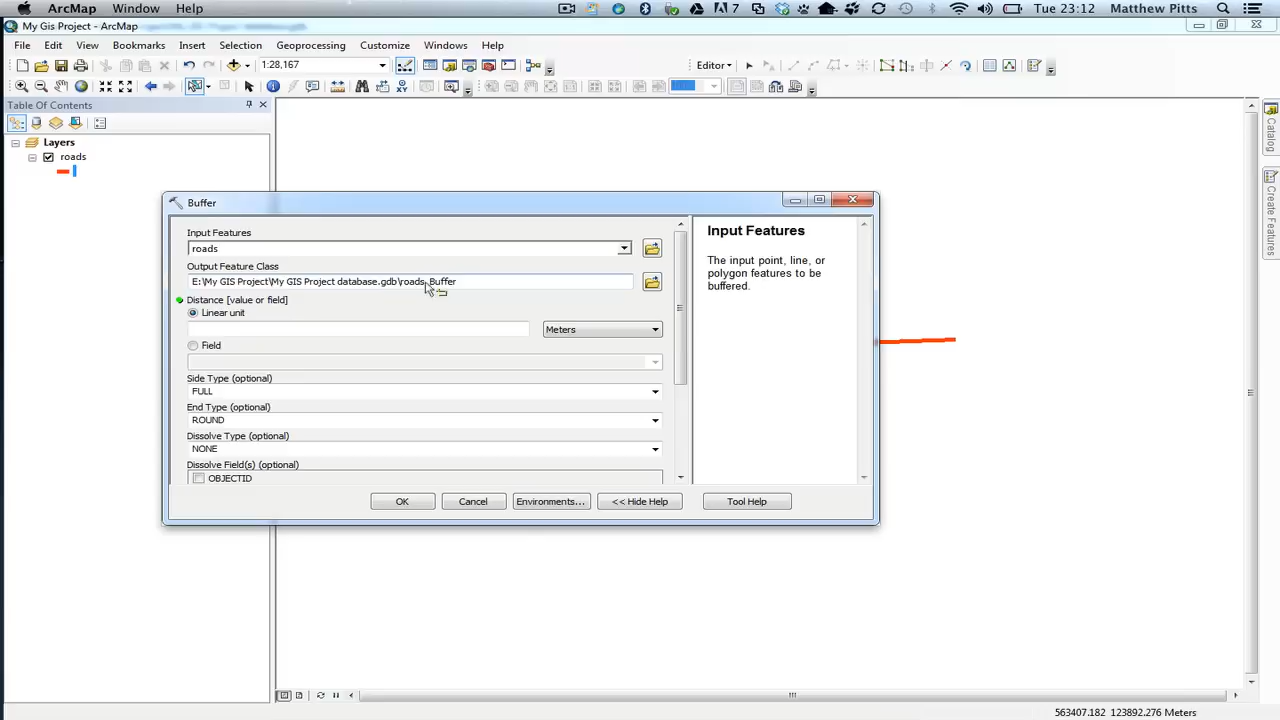 ArcMap Window Help
7 Tue 23:12 Matthew Pitts
My Gis Project - ArcMap
File Edit View Bookmarks Insert Selection Geoprocessing Customize Windows Help
1:28,167 Editor
Table Of Contents
Layers
roads
Buffer
Input Features
roads
Output Feature Class
E:\My GIS Project\My GIS Project database.gdb\roads_Buffer
Distance [value or field]
Linear unit
Meters
Field
Side Type (optional)
FULL
End Type (optional)
ROUND
Dissolve Type (optional)
NONE
Dissolve Field(s) (optional)
OBJECTID
OK Cancel Environments... << Hide Help Tool Help
Input Features
The input point, line, or
polygon features to be
buffered.
Catalog
Create Features
563407.182 123892.276 Meters